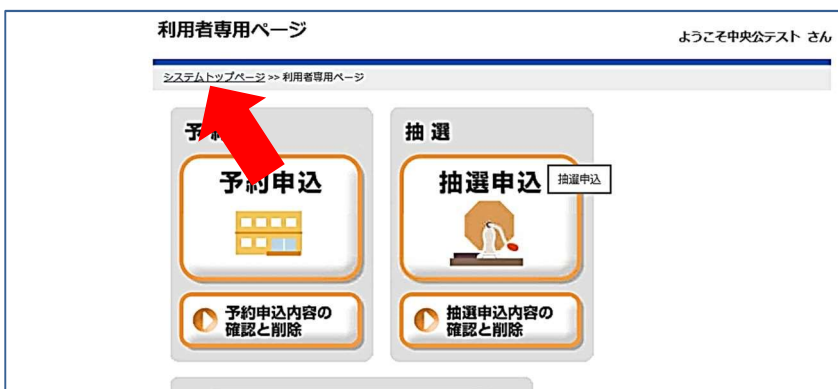 利用者専用ページ
ようこそ中央公テスト さん
システムトップページ >> 利用者専用ページ
抽選
予約申込
抽選申込
抽選申込
予約申込内容の
確認と削除
抽選申込内容の
確認と削除